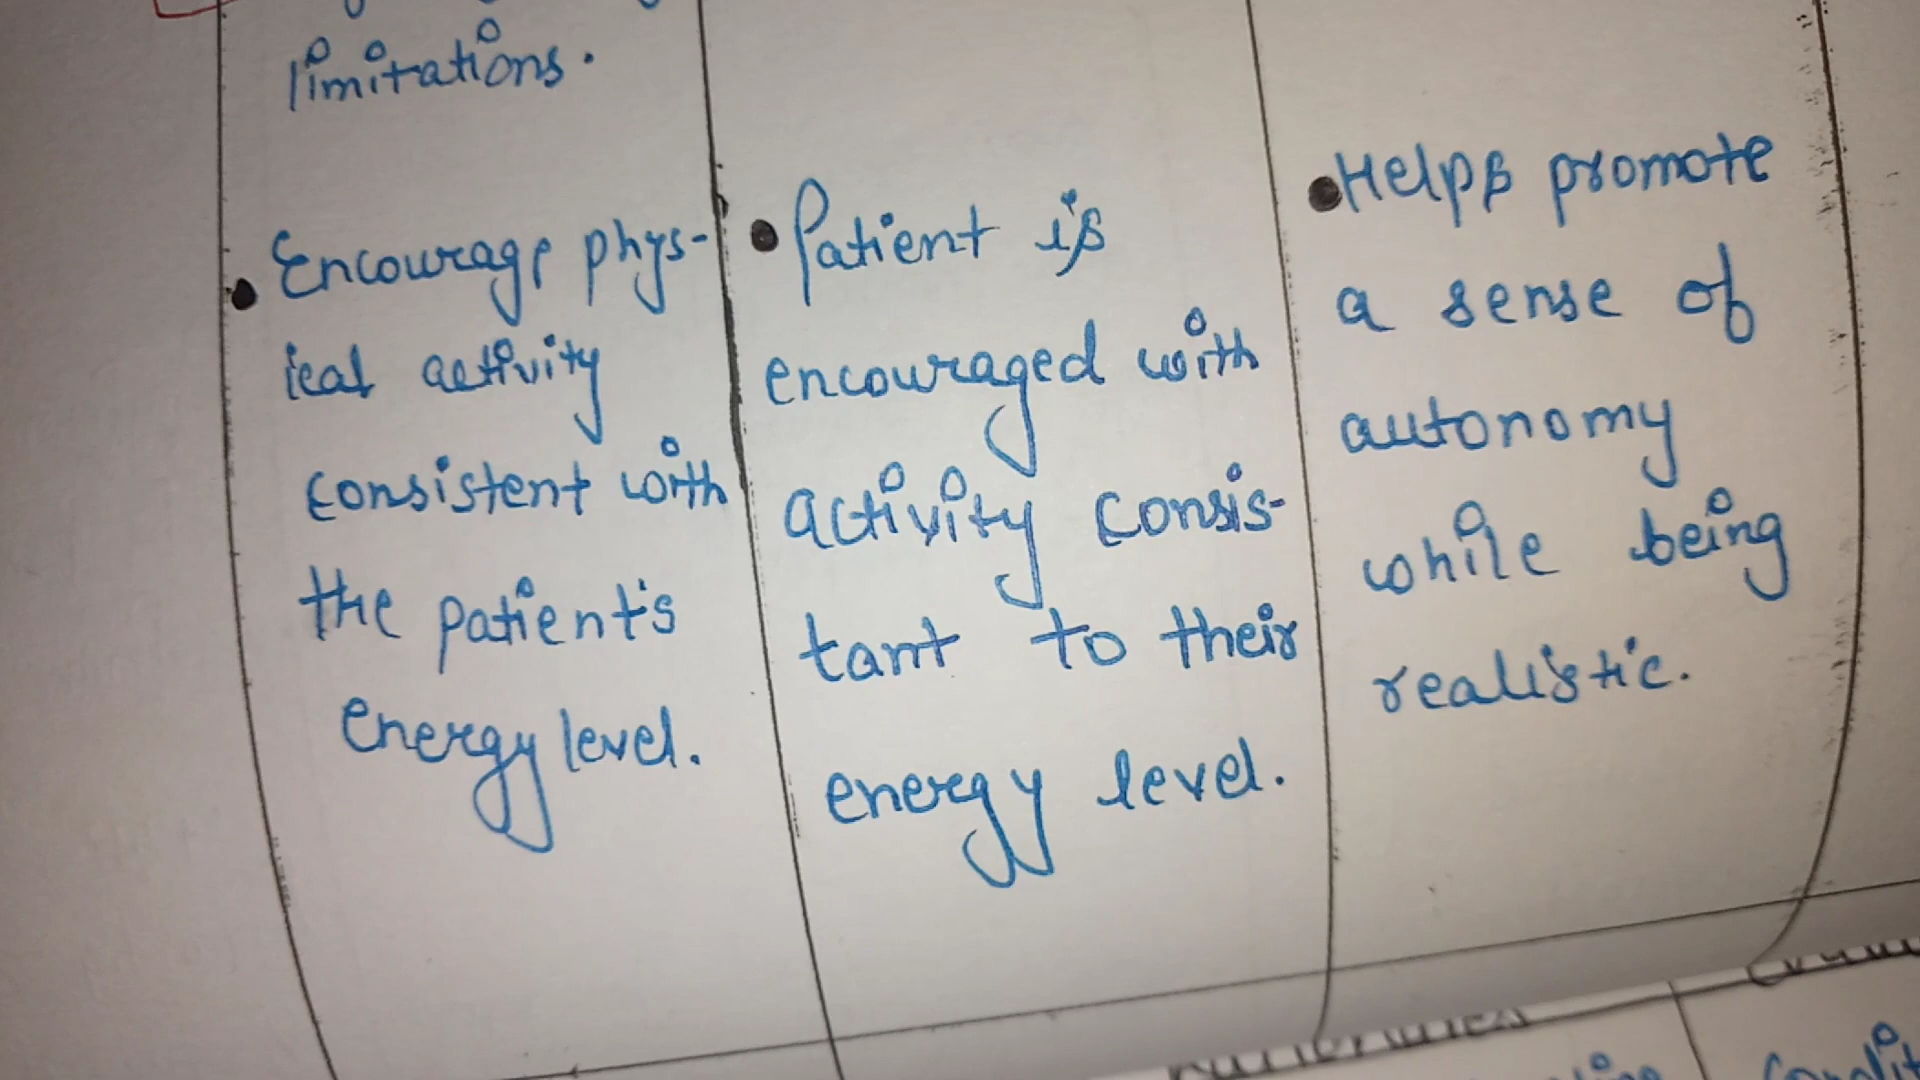 limitations.
• Encourage phys-
ical activity
consistent with
the patient's
energy level.
• Patient is
encouraged with
activity consis-
tant to their
energy level.
• Helps promote
a sense of
autonomy
while being
realistic.